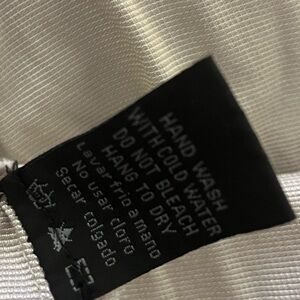 HAND WASH
WITH COLD WATER
DO NOT BLEACH
HANG TO DRY
Lavar frio a mano
No usar cloro
Secar colgado